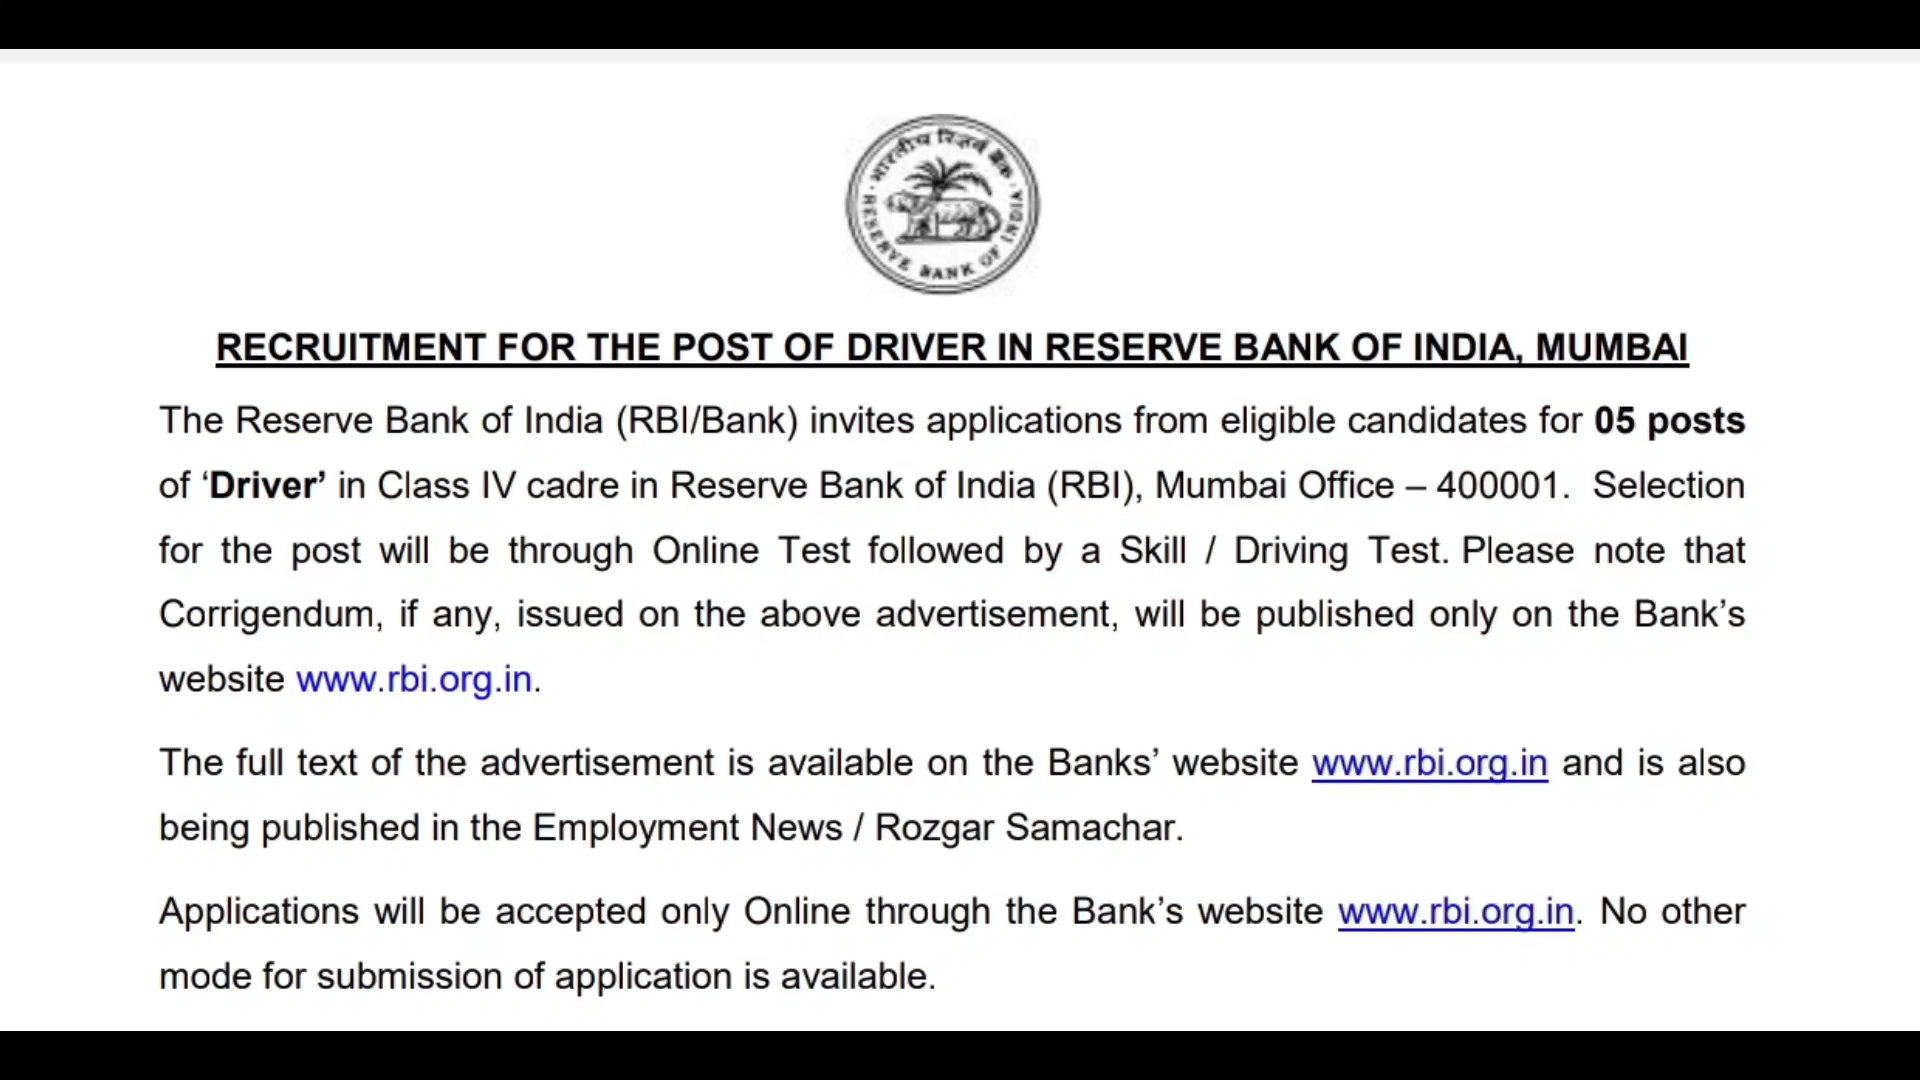 भारतीय रिज़र्व बैंक
RESERVE BANK OF INDIA
RECRUITMENT FOR THE POST OF DRIVER IN RESERVE BANK OF INDIA, MUMBAI
The Reserve Bank of India (RBI/Bank) invites applications from eligible candidates for 05 posts
of ‘Driver’ in Class IV cadre in Reserve Bank of India (RBI), Mumbai Office – 400001. Selection
for the post will be through Online Test followed by a Skill / Driving Test. Please note that
Corrigendum, if any, issued on the above advertisement, will be published only on the Bank’s
website www.rbi.org.in.
The full text of the advertisement is available on the Banks’ website www.rbi.org.in and is also
being published in the Employment News / Rozgar Samachar.
Applications will be accepted only Online through the Bank’s website www.rbi.org.in. No other
mode for submission of application is available.